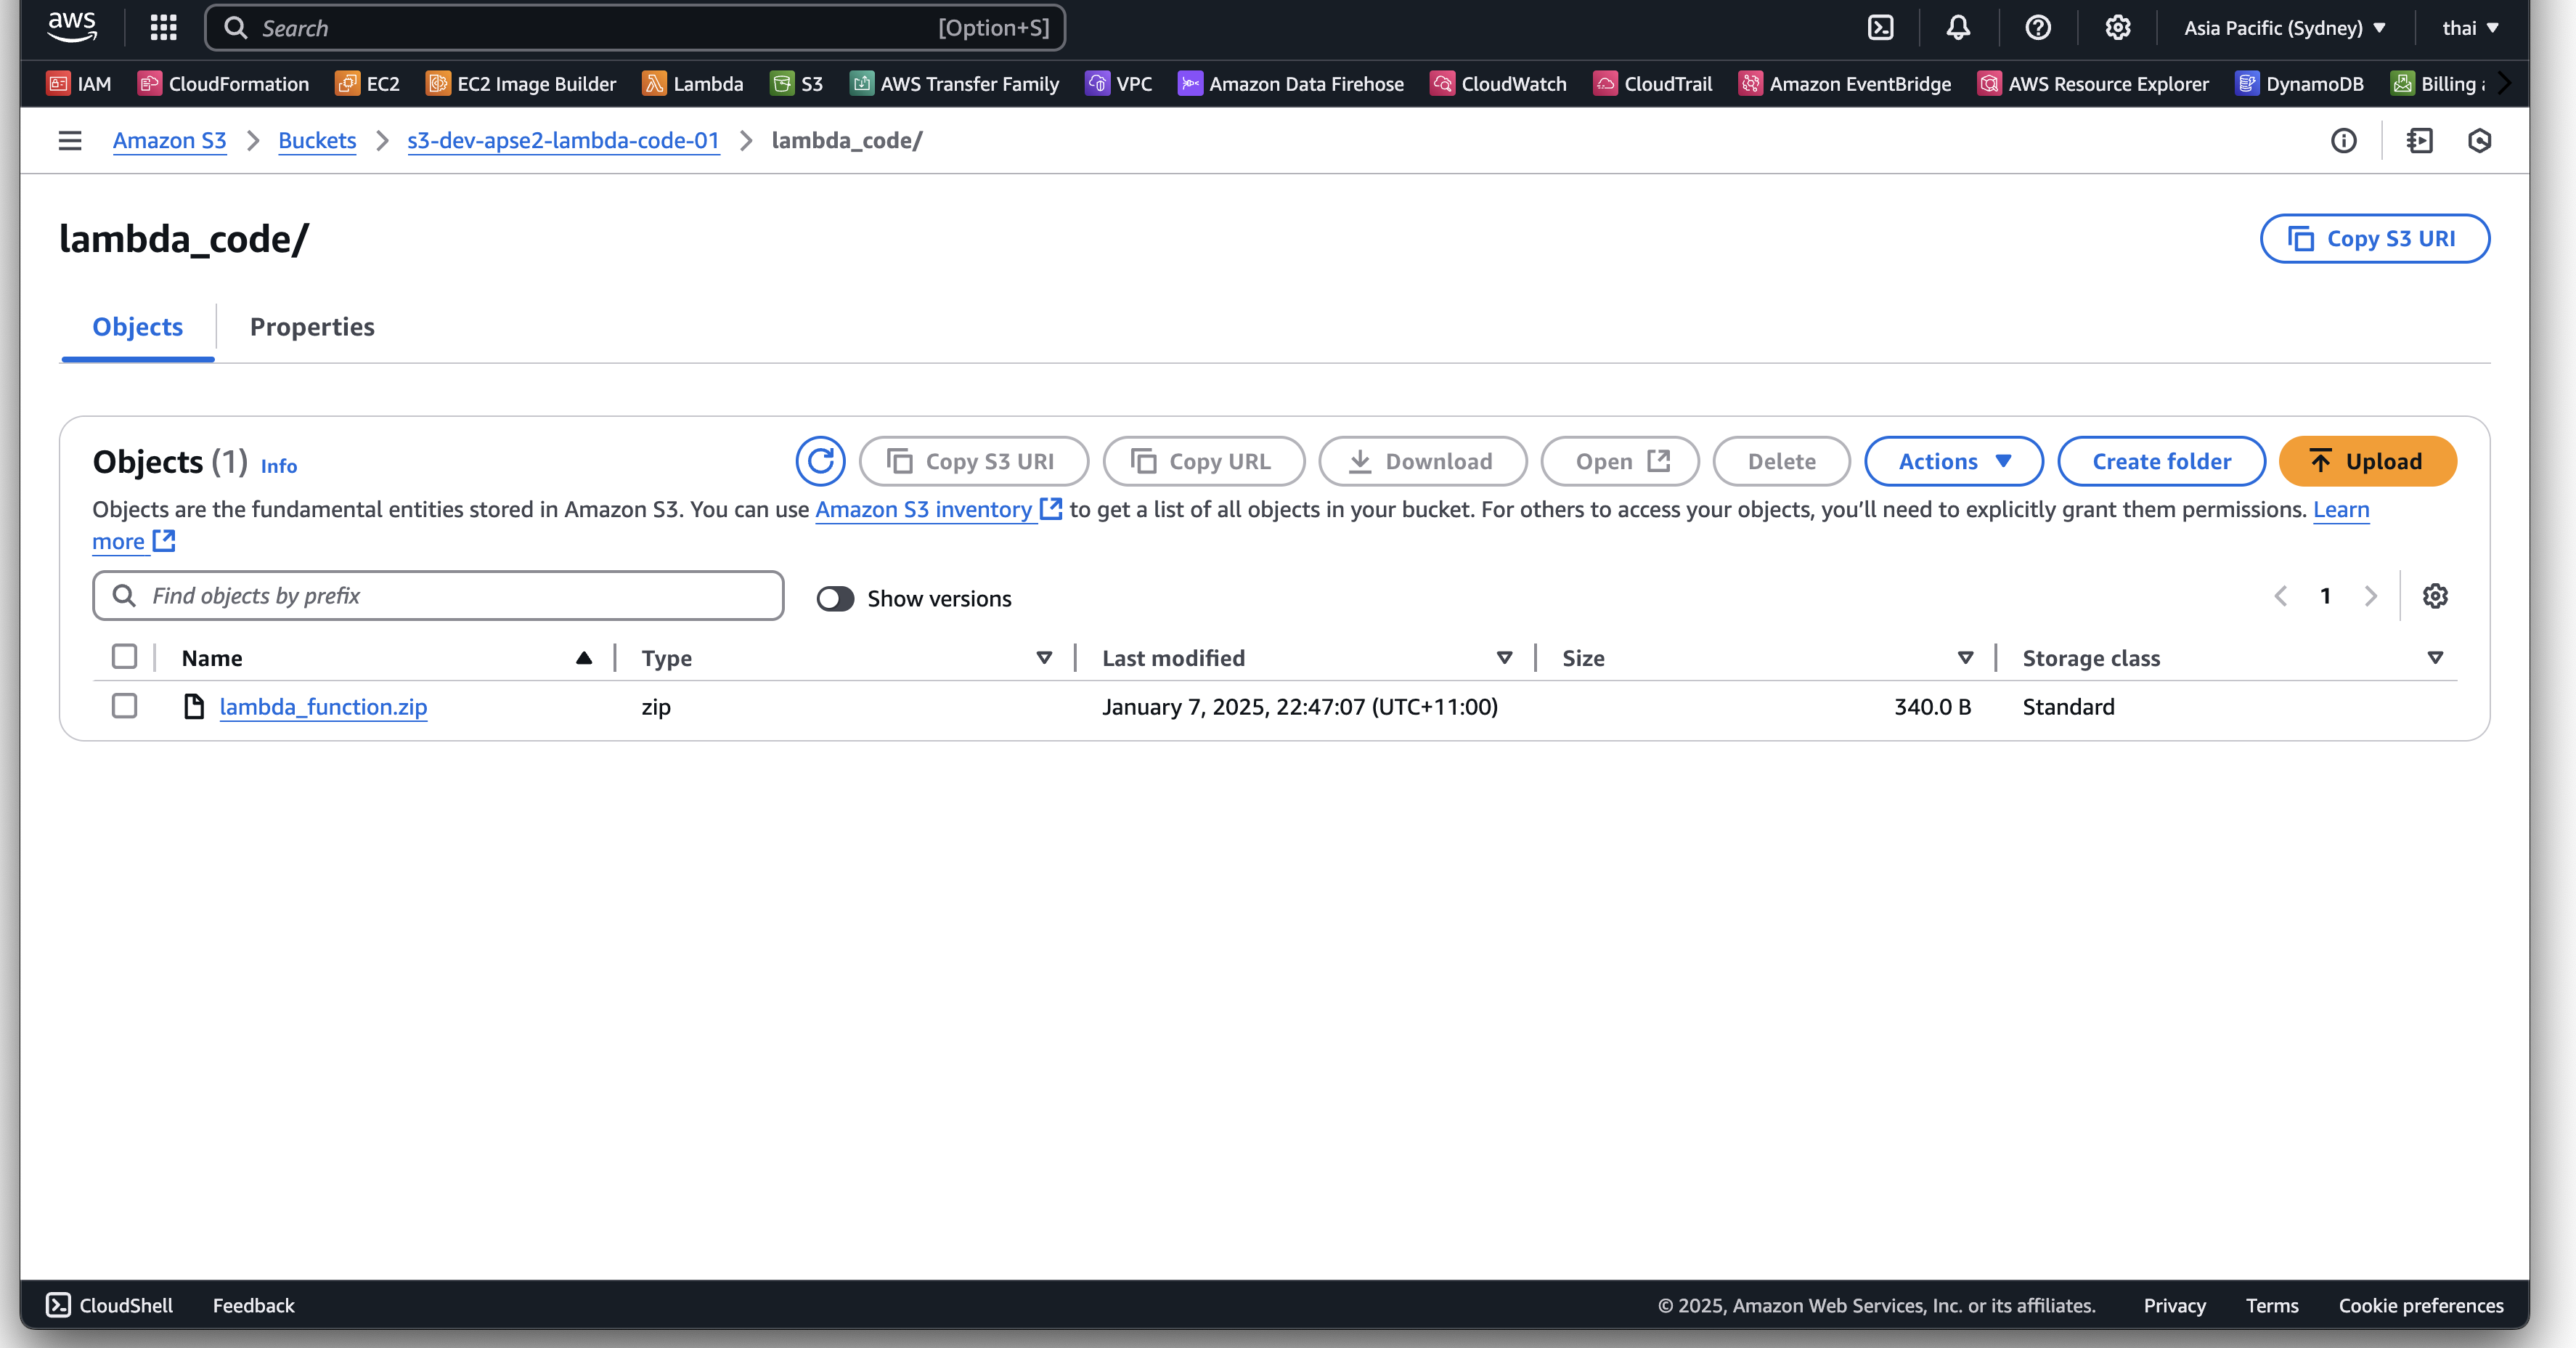 aws
Search [Option+S] Asia Pacific (Sydney) thai
IAM CloudFormation EC2 EC2 Image Builder Lambda S3 AWS Transfer Family VPC Amazon Data Firehose CloudWatch CloudTrail Amazon EventBridge AWS Resource Explorer DynamoDB Billing
Amazon S3 Buckets s3-dev-apse2-lambda-code-01 lambda_code/
lambda_code/
Copy S3 URI
Objects Properties
Objects (1) Info Copy S3 URI Copy URL Download Open Delete Actions Create folder Upload
Objects are the fundamental entities stored in Amazon S3. You can use Amazon S3 inventory to get a list of all objects in your bucket. For others to access your objects, you’ll need to explicitly grant them permissions. Learn
more
Find objects by prefix Show versions 1
Name Type Last modified Size Storage class
lambda_function.zip zip January 7, 2025, 22:47:07 (UTC+11:00) 340.0 B Standard
CloudShell Feedback © 2025, Amazon Web Services, Inc. or its affiliates. Privacy Terms Cookie preferences